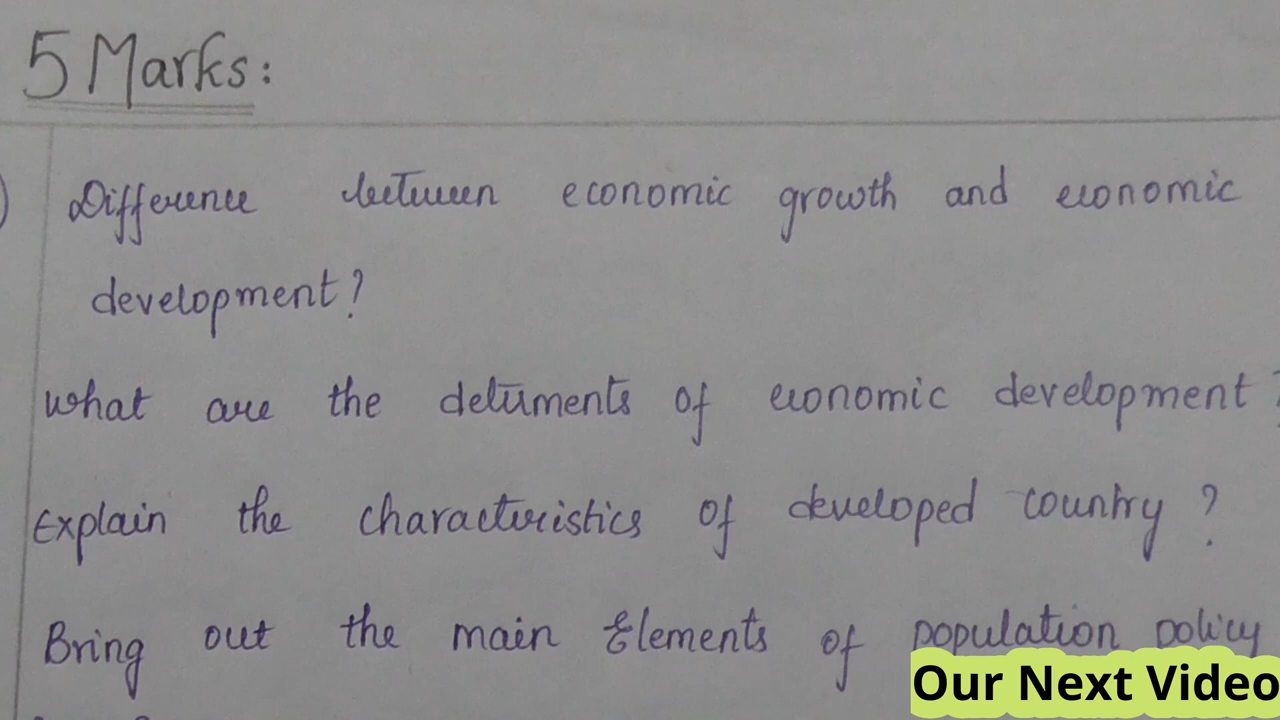 5 Marks:
) Difference between economic growth and economic
development?
What are the deturments of economic development?
Explain the characteristics of developed country?
Bring out the main Elements of population policy
Our Next Video